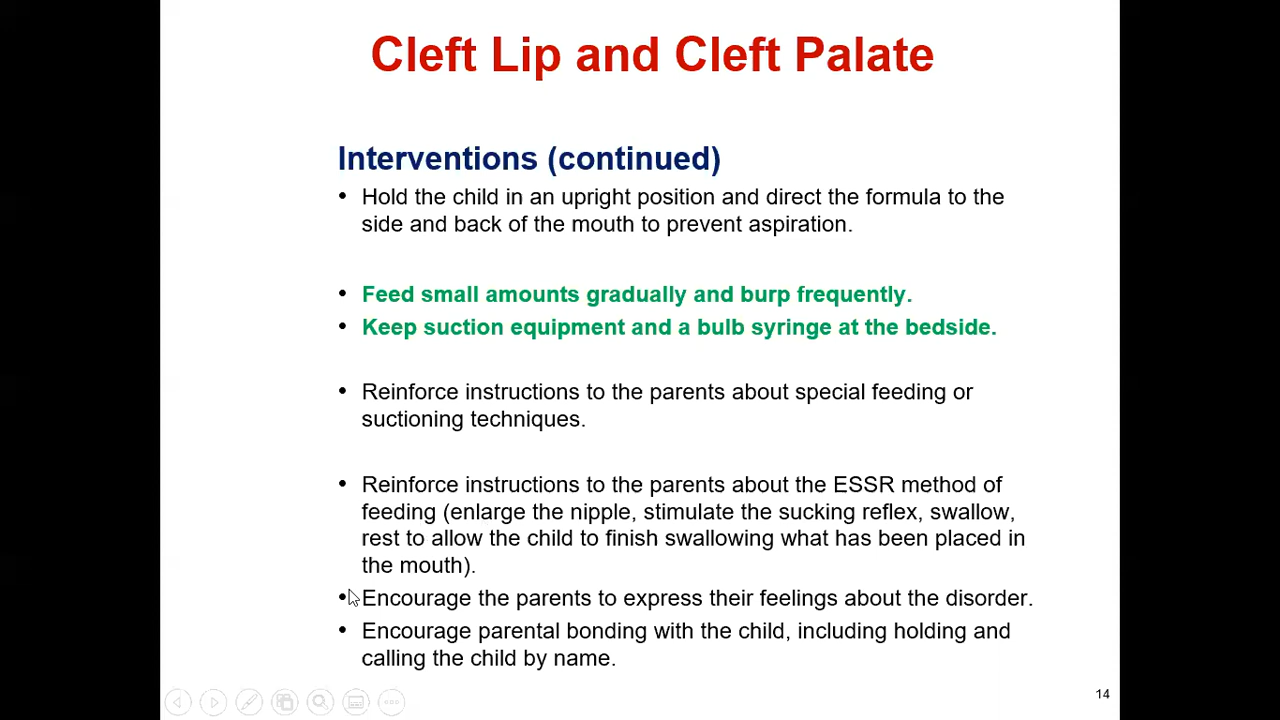 Cleft Lip and Cleft Palate
Interventions (continued)
• Hold the child in an upright position and direct the formula to the
side and back of the mouth to prevent aspiration.
• Feed small amounts gradually and burp frequently.
• Keep suction equipment and a bulb syringe at the bedside.
• Reinforce instructions to the parents about special feeding or
suctioning techniques.
• Reinforce instructions to the parents about the ESSR method of
feeding (enlarge the nipple, stimulate the sucking reflex, swallow,
rest to allow the child to finish swallowing what has been placed in
the mouth).
• Encourage the parents to express their feelings about the disorder.
• Encourage parental bonding with the child, including holding and
calling the child by name.
14